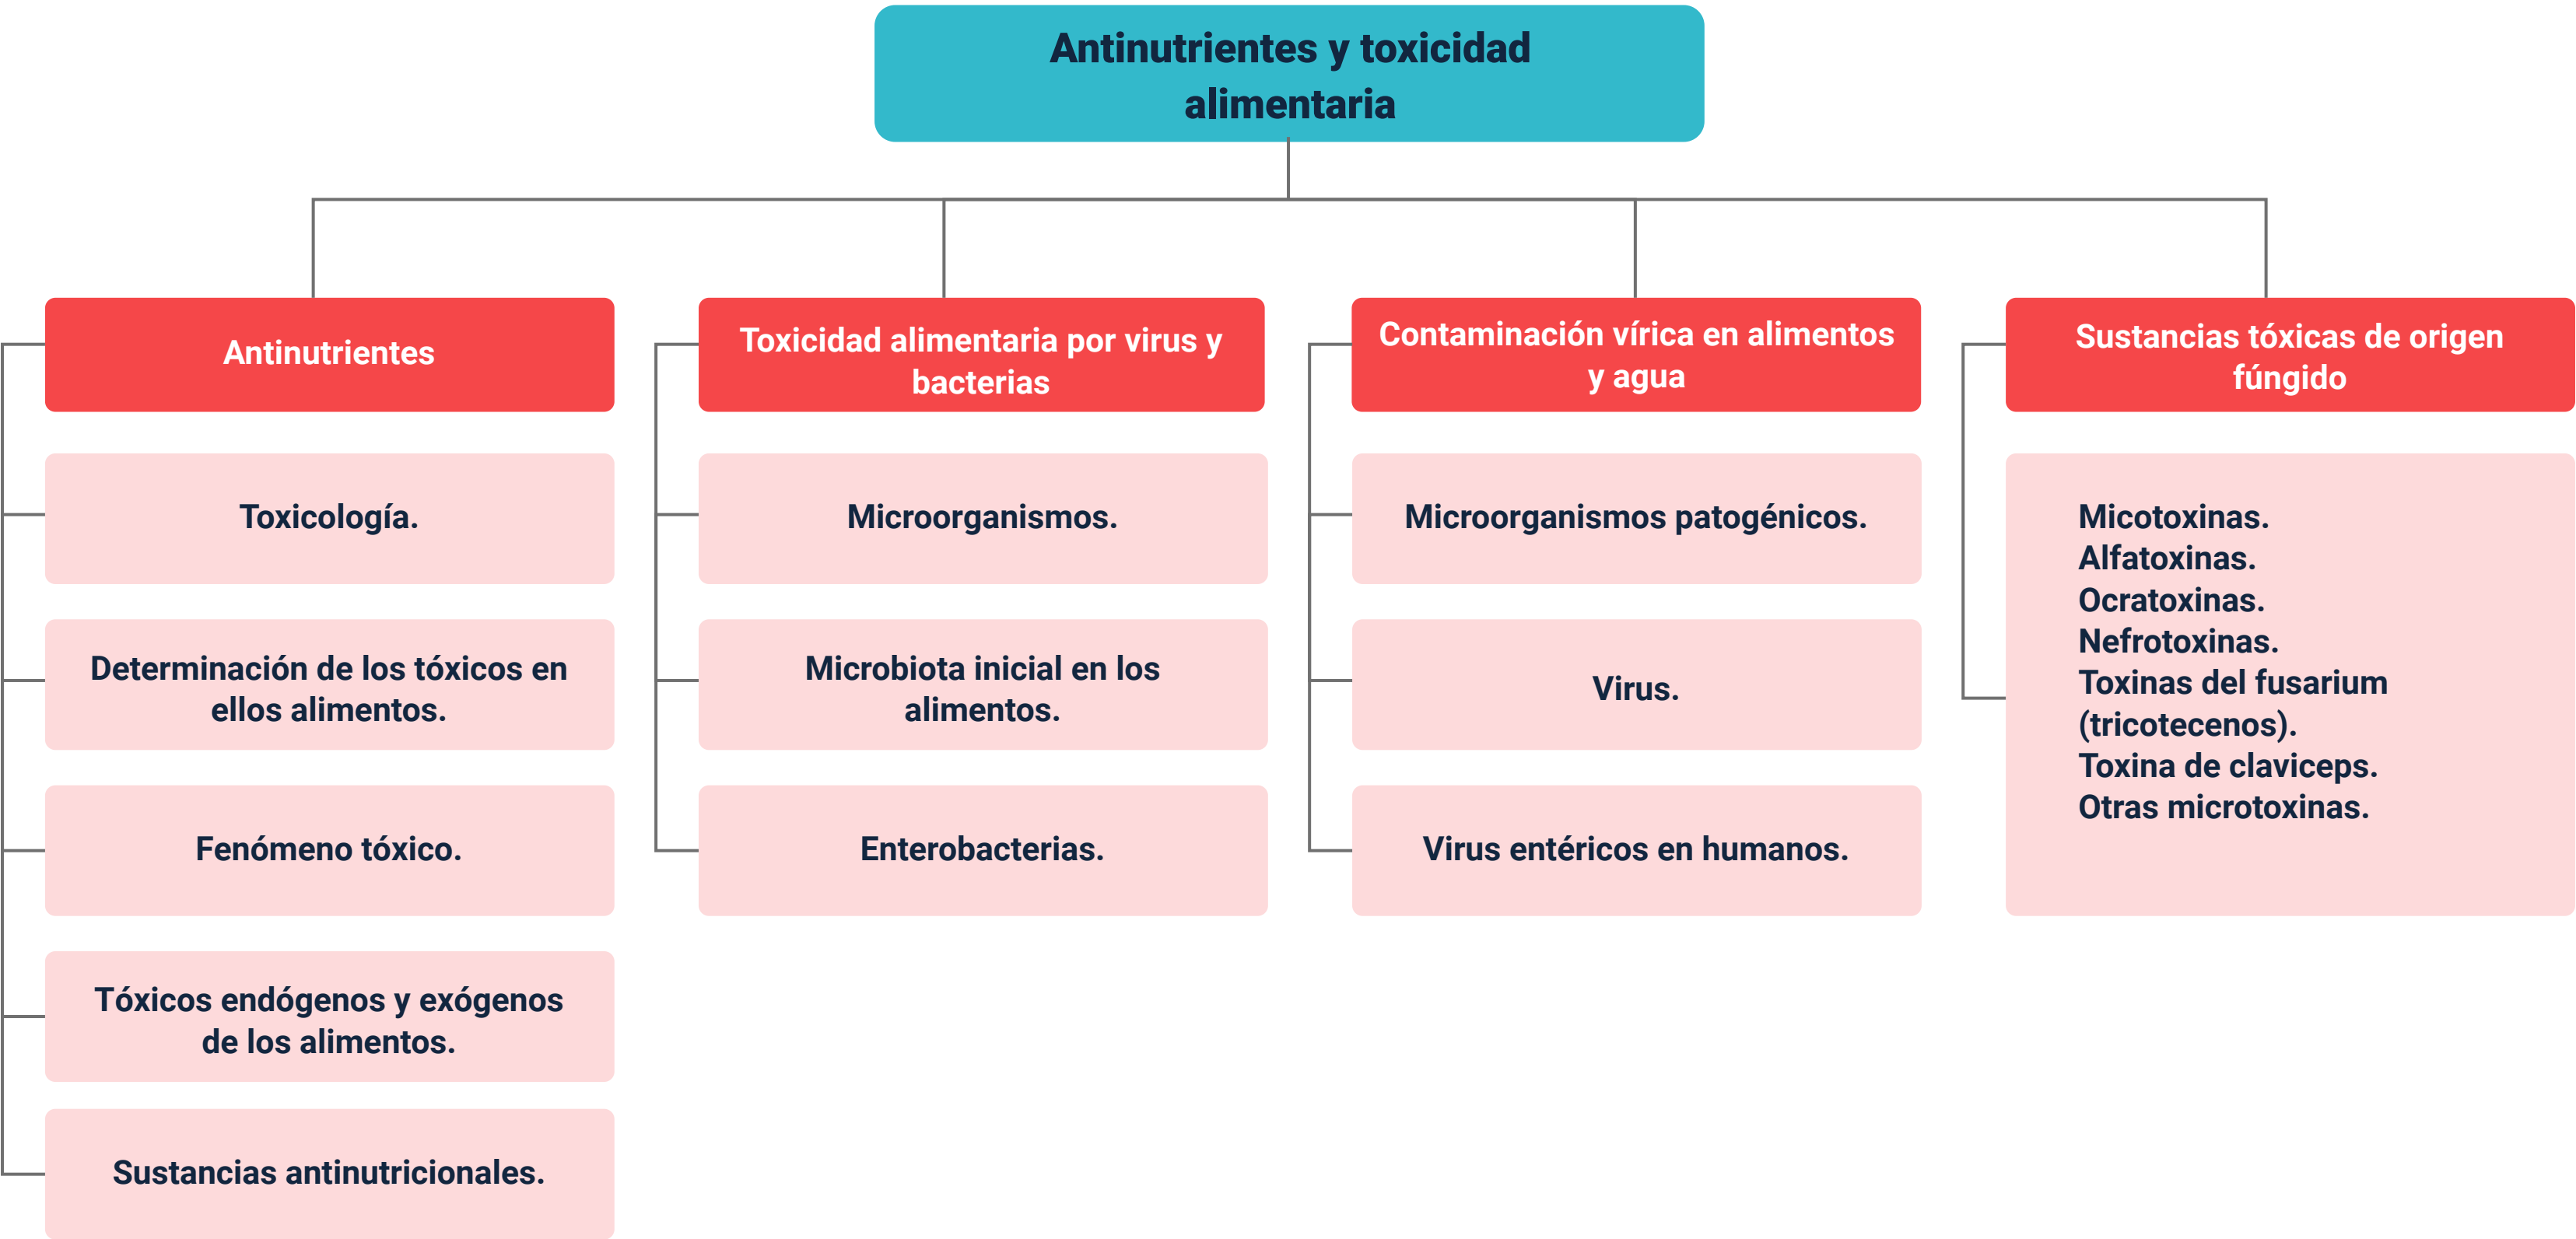 Antinutrientes y toxicidad
alimentaria
Antinutrientes
Toxicología.
Determinación de los tóxicos en
ellos alimentos.
Fenómeno tóxico.
Tóxicos endógenos y exógenos
de los alimentos.
Sustancias antinutricionales.
Toxicidad alimentaria por virus y
bacterias
Microorganismos.
Microbiota inicial en los
alimentos.
Enterobacterias.
Contaminación vírica en alimentos
y agua
Microorganismos patogénicos.
Virus.
Virus entéricos en humanos.
Sustancias tóxicas de origen
fúngido
Micotoxinas.
Alfatoxinas.
Ocratoxinas.
Nefrotoxinas.
Toxinas del fusarium
(tricotecenos).
Toxina de claviceps.
Otras microtoxinas.